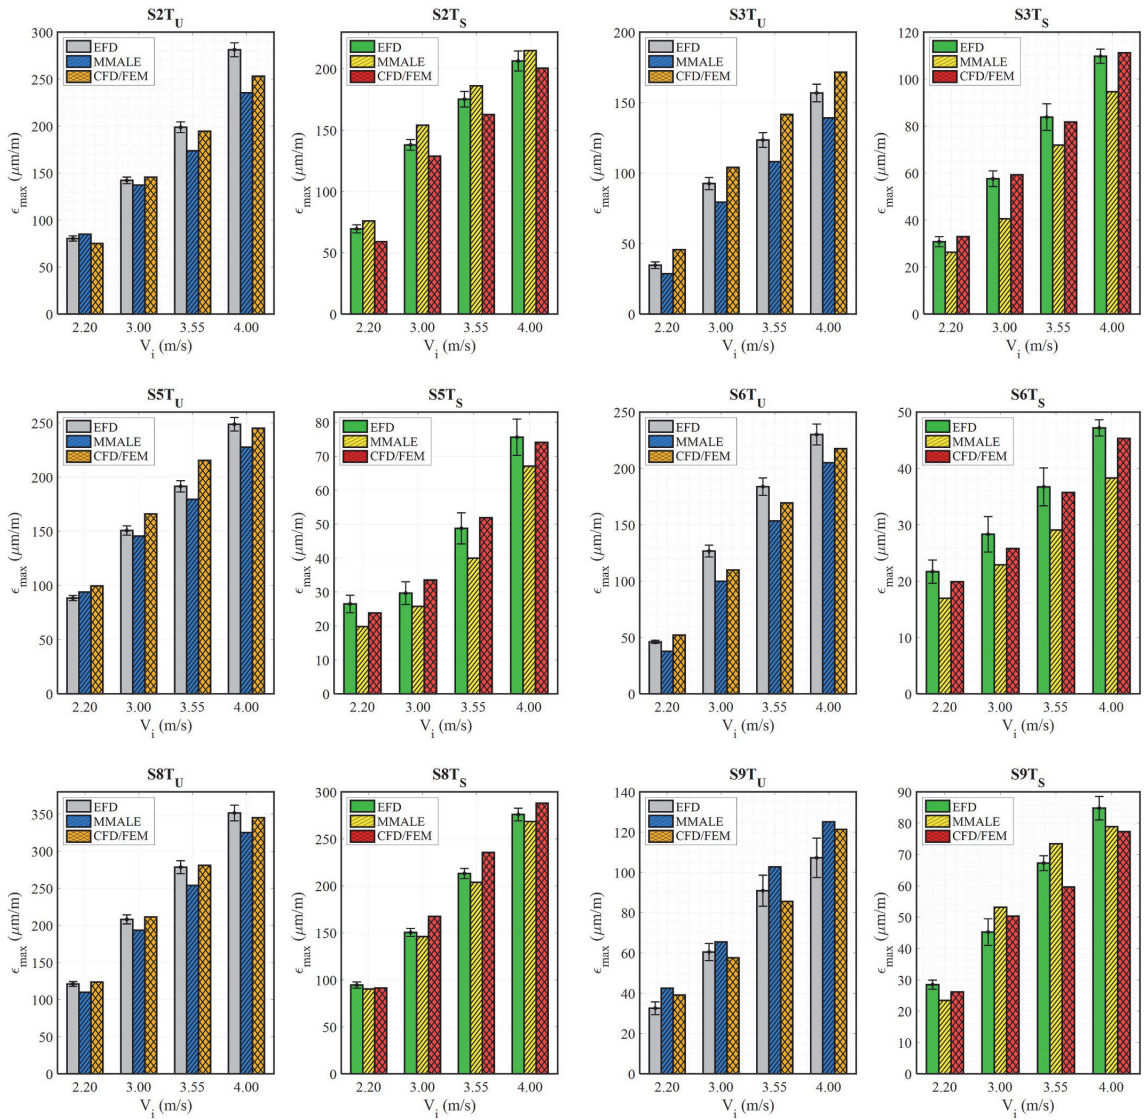 S2T_U
EFD
MMALE
CFD/FEM
300
250
200
150
100
50
0
ϵ_max (μm/m)
2.20 3.00 3.55 4.00
V_i (m/s)
S2T_S
EFD
MMALE
CFD/FEM
200
150
100
50
0
ϵ_max (μm/m)
2.20 3.00 3.55 4.00
V_i (m/s)
S3T_U
EFD
MMALE
CFD/FEM
200
150
100
50
0
ϵ_max (μm/m)
2.20 3.00 3.55 4.00
V_i (m/s)
S3T_S
EFD
MMALE
CFD/FEM
120
100
80
60
40
20
0
ϵ_max (μm/m)
2.20 3.00 3.55 4.00
V_i (m/s)
S5T_U
EFD
MMALE
CFD/FEM
250
200
150
100
50
0
ϵ_max (μm/m)
2.20 3.00 3.55 4.00
V_i (m/s)
S5T_S
EFD
MMALE
CFD/FEM
80
70
60
50
40
30
20
10
0
ϵ_max (μm/m)
2.20 3.00 3.55 4.00
V_i (m/s)
S6T_U
EFD
MMALE
CFD/FEM
250
200
150
100
50
0
ϵ_max (μm/m)
2.20 3.00 3.55 4.00
V_i (m/s)
S6T_S
EFD
MMALE
CFD/FEM
50
40
30
20
10
0
ϵ_max (μm/m)
2.20 3.00 3.55 4.00
V_i (m/s)
S8T_U
EFD
MMALE
CFD/FEM
350
300
250
200
150
100
50
0
ϵ_max (μm/m)
2.20 3.00 3.55 4.00
V_i (m/s)
S8T_S
EFD
MMALE
CFD/FEM
300
250
200
150
100
50
0
ϵ_max (μm/m)
2.20 3.00 3.55 4.00
V_i (m/s)
S9T_U
EFD
MMALE
CFD/FEM
140
120
100
80
60
40
20
0
ϵ_max (μm/m)
2.20 3.00 3.55 4.00
V_i (m/s)
S9T_S
EFD
MMALE
CFD/FEM
90
80
70
60
50
40
30
20
10
0
ϵ_max (μm/m)
2.20 3.00 3.55 4.00
V_i (m/s)